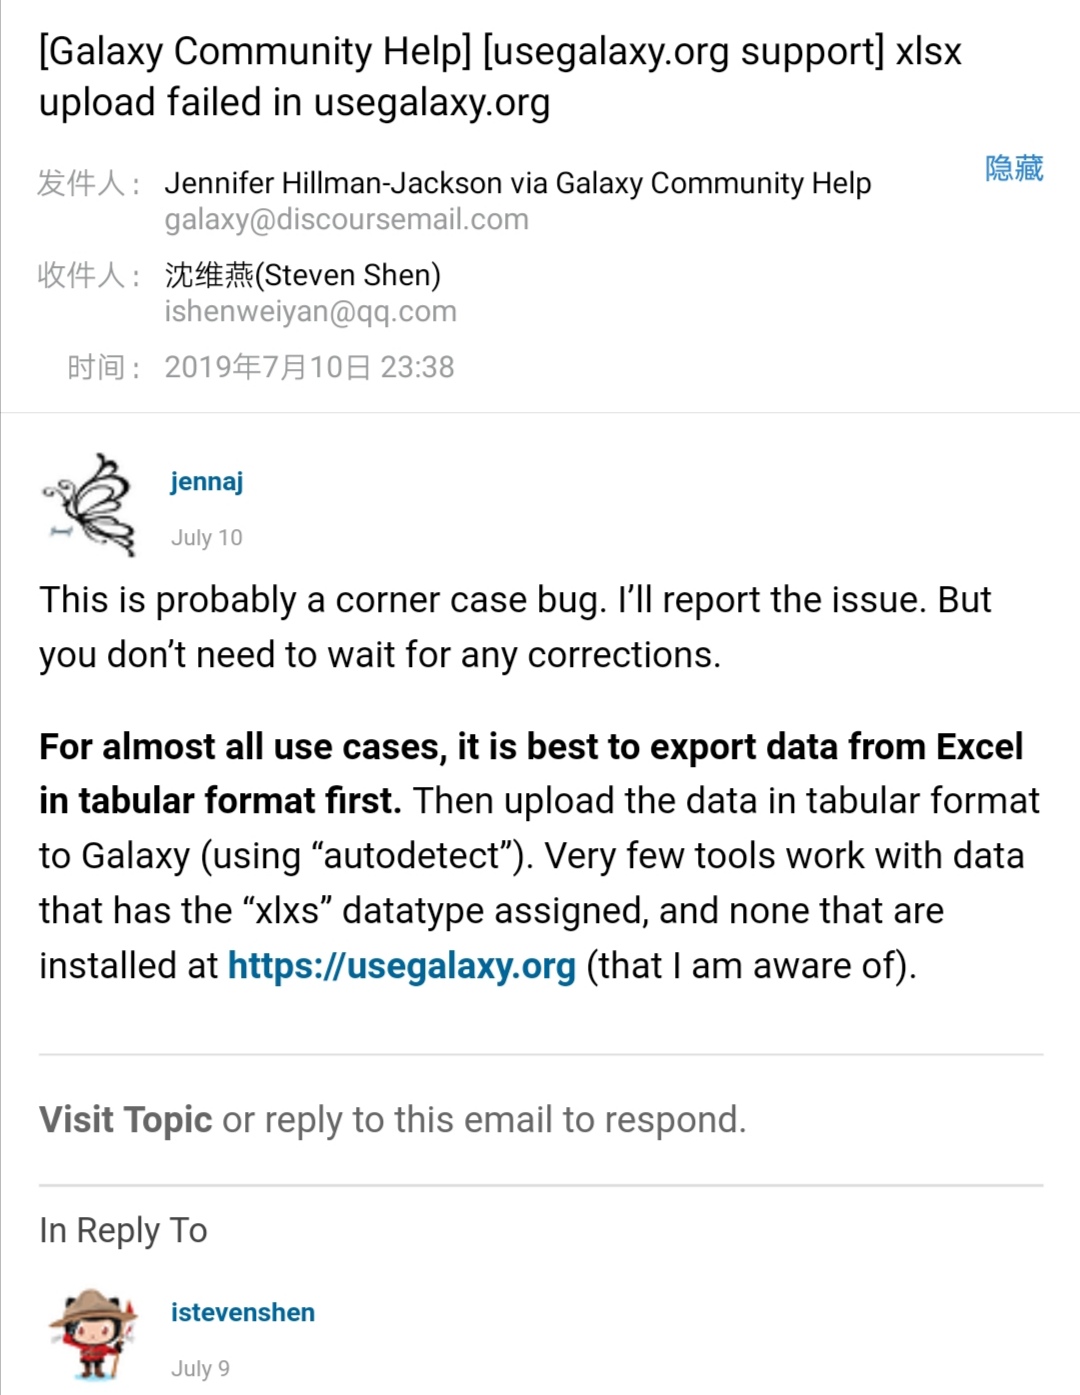 [Galaxy Community Help] [usegalaxy.org support] xlsx
upload failed in usegalaxy.org
隐藏
发件人： Jennifer Hillman-Jackson via Galaxy Community Help
galaxy@discoursemail.com
收件人： 沈维燕(Steven Shen)
ishenweiyan@qq.com
时间： 2019年7月10日 23:38
jennaj
July 10
This is probably a corner case bug. I’ll report the issue. But
you don’t need to wait for any corrections.
For almost all use cases, it is best to export data from Excel
in tabular format first. Then upload the data in tabular format
to Galaxy (using “autodetect”). Very few tools work with data
that has the “xlxs” datatype assigned, and none that are
installed at https://usegalaxy.org (that I am aware of).
Visit Topic or reply to this email to respond.
In Reply To
istevenshen
July 9